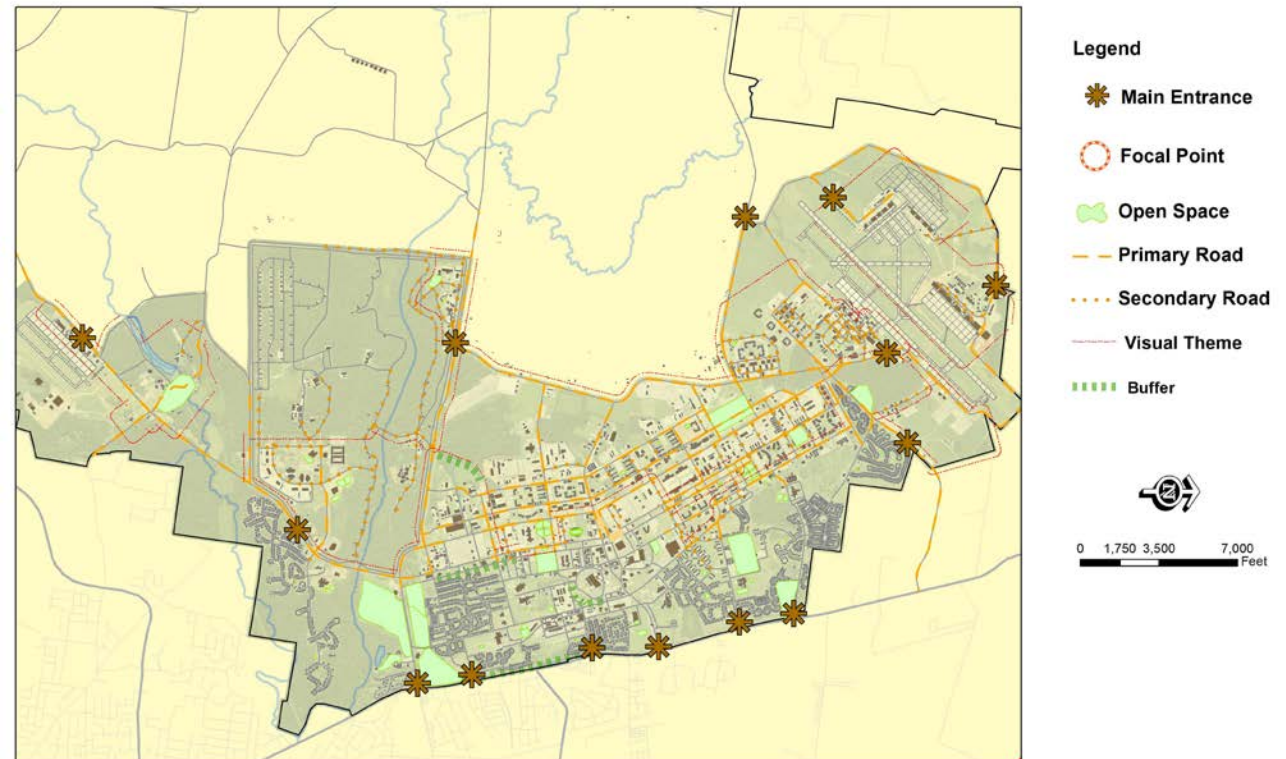 Legend
Main Entrance
Focal Point
Open Space
Primary Road
Secondary Road
Visual Theme
Buffer
N
0 1,750 3,500 7,000
Feet